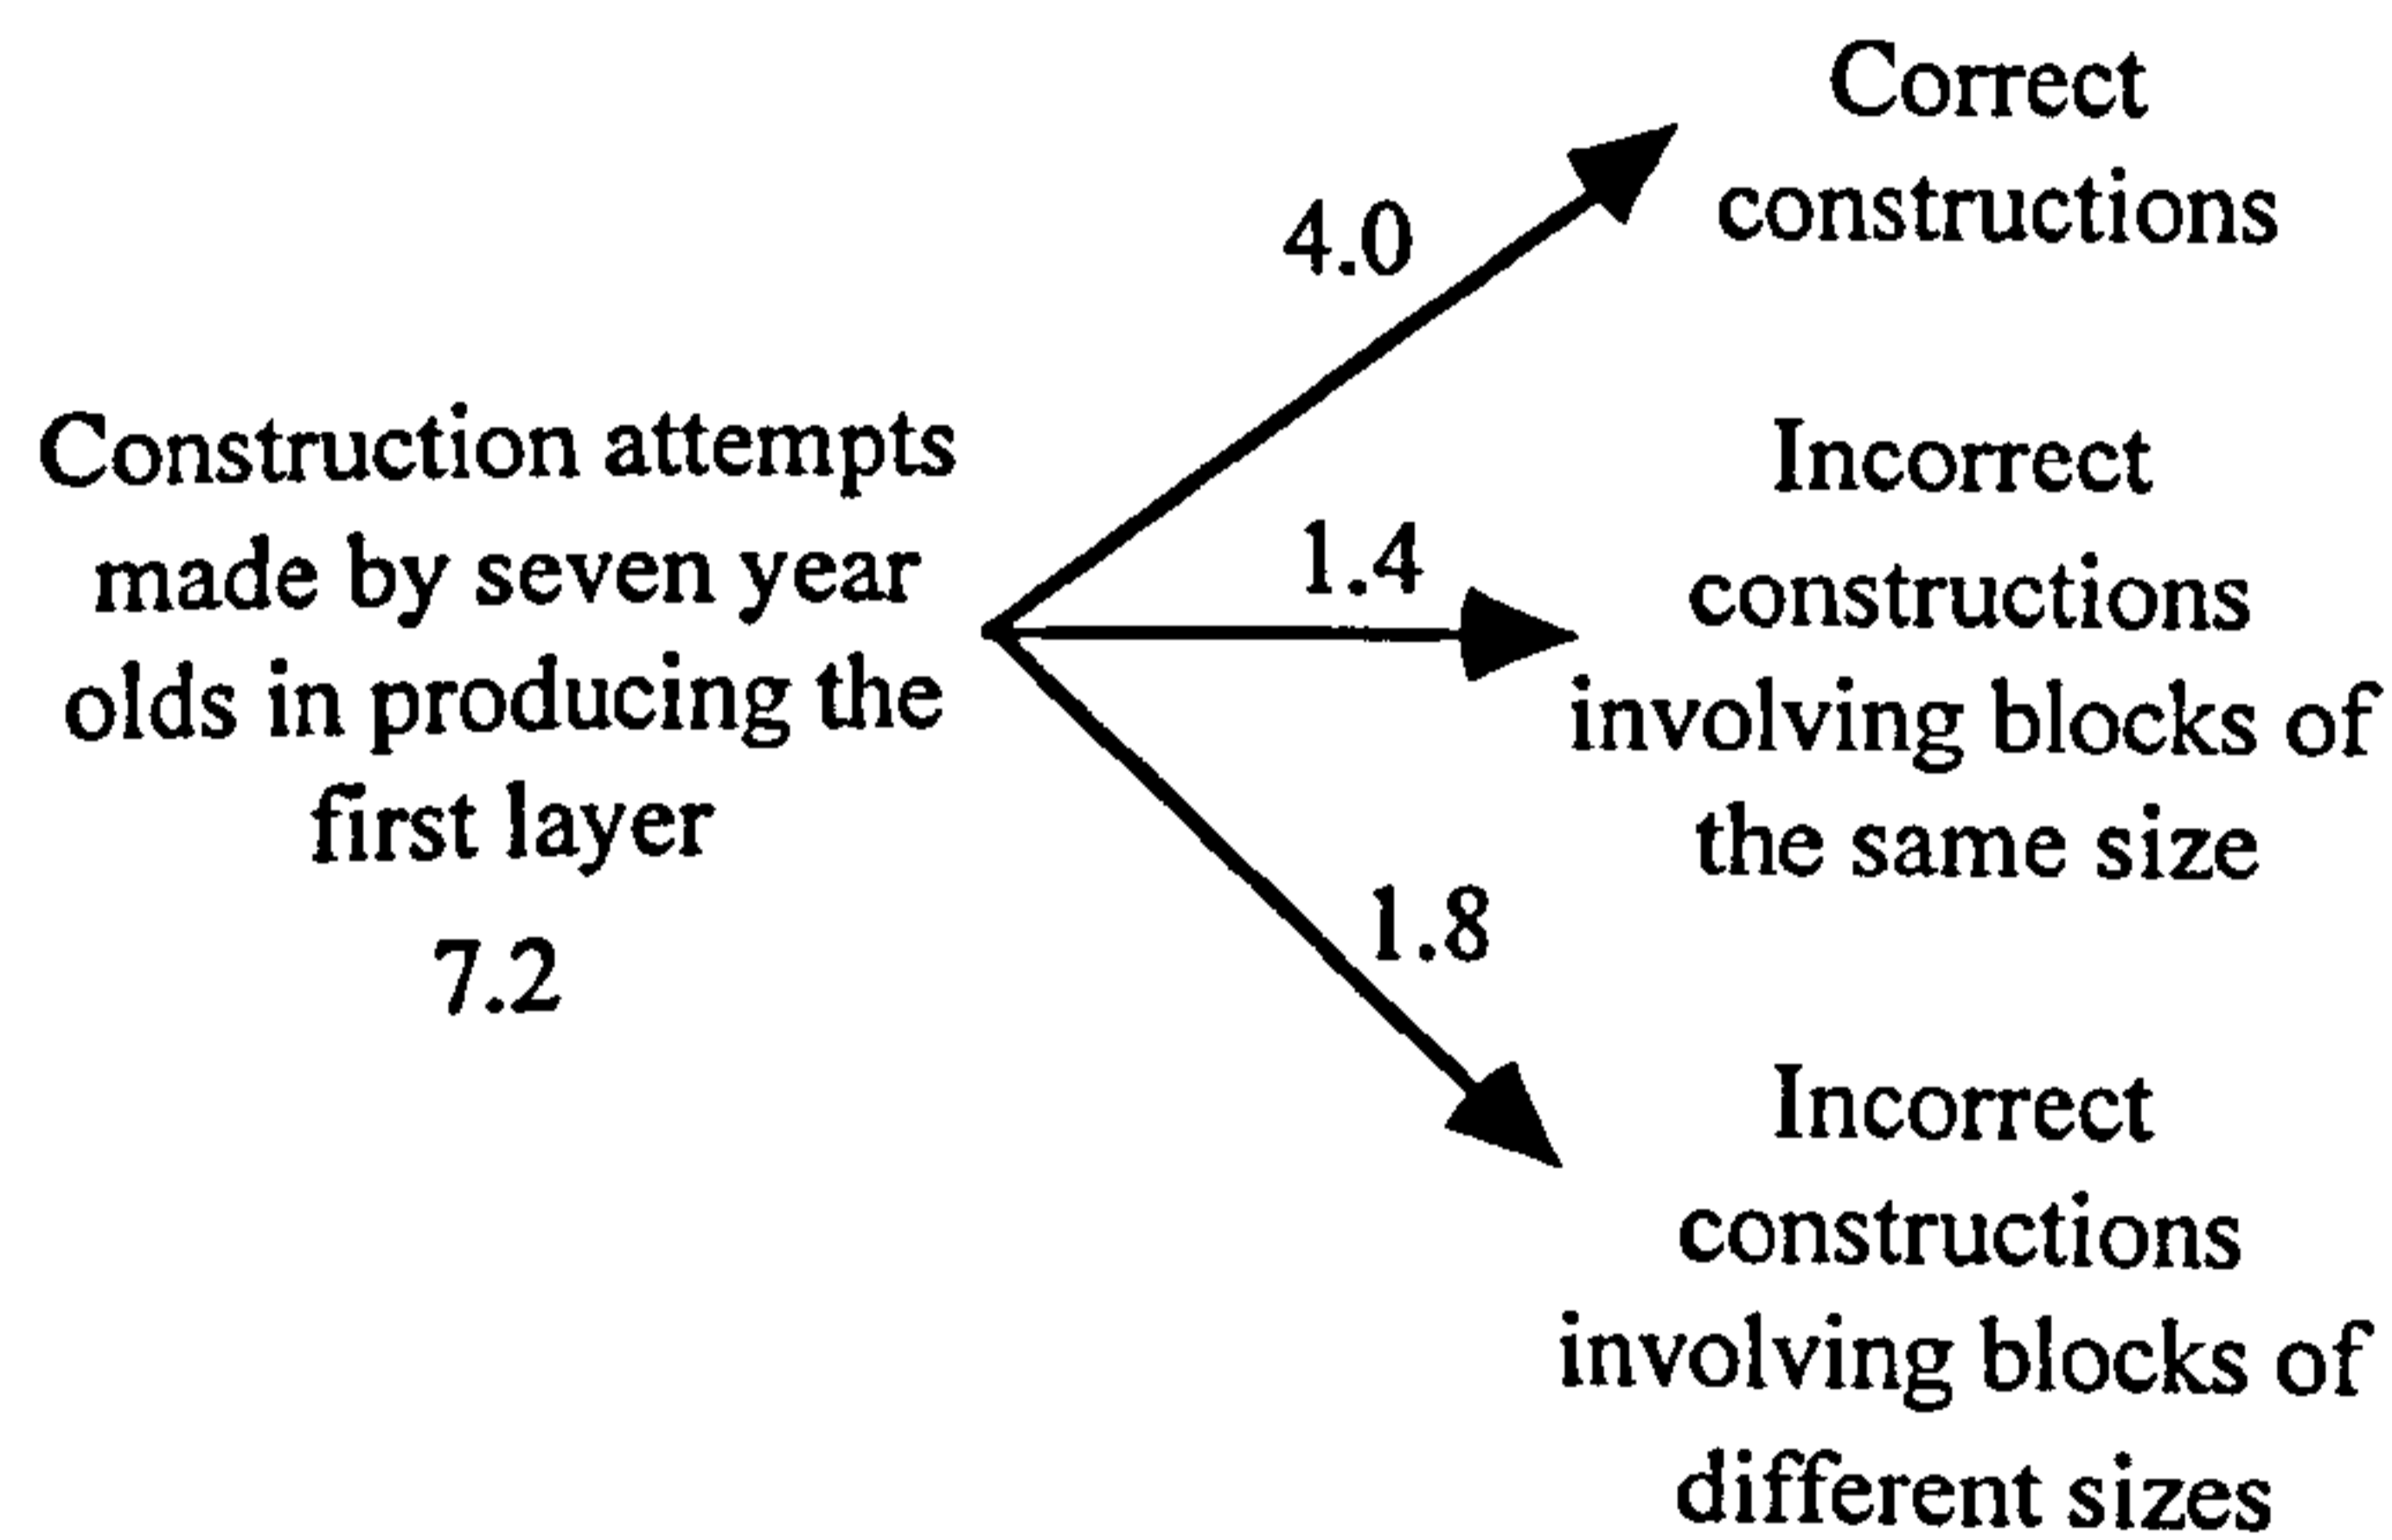 Construction attempts
made by seven year
olds in producing the
first layer
7.2
4.0
1.4
1.8
Correct
constructions
Incorrect
constructions
involving blocks of
the same size
Incorrect
constructions
involving blocks of
different sizes